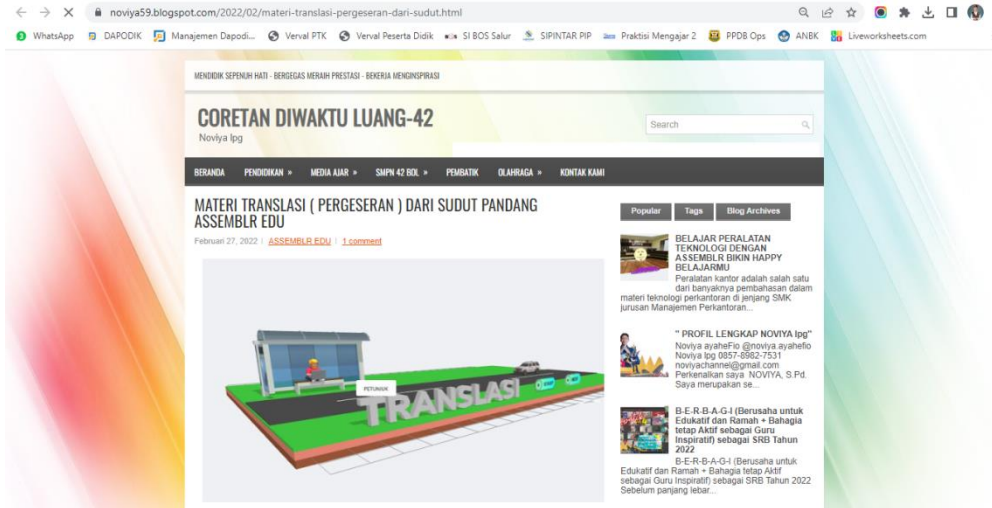 noviya59.blogspot.com/2022/02/materi-translasi-pergeseran-dari-sudut.html
WhatsApp DAPODIK Manajemen Dapodi... Verval PTK Verval Peserta Didik SI BOS Salur SIPINTAR PIP Praktisi Mengajar 2 PPDB Ops ANBK Liveworksheets.com
MENDIDIK SEPENUH HATI - BERGEGAS MERAIH PRESTASI - BEKERJA MENGINSPIRASI
CORETAN DIWAKTU LUANG-42
Noviya lpg
Search
BERANDA PENDIDIKAN » MEDIA AJAR » SMPN 42 BDL » PEMBATIK OLAHRAGA » KONTAK KAMI
MATERI TRANSLASI ( PERGESERAN ) DARI SUDUT PANDANG
ASSEMBLR EDU
Februari 27, 2022 | ASSEMBLR EDU | 1 comment
PETUNJUK
TRANSLASI
Popular Tags Blog Archives
BELAJAR PERALATAN
TEKNOLOGI DENGAN
ASSEMBLR BIKIN HAPPY
BELAJARMU
Peralatan kantor adalah salah satu
dari banyaknya pembahasan dalam
materi teknologi perkantoran di jenjang SMK
jurusan Manajemen Perkantoran...
" PROFIL LENGKAP NOVIYA lpg"
Noviya ayaheFio @noviya.ayahefio
Noviya lpg 0857-8982-7531
noviyachannel@gmail.com
Perkenalkan saya NOVIYA, S.Pd.
Saya merupakan se...
B-E-R-B-A-G-I (Berusaha untuk
Edukatif dan Ramah + Bahagia
tetap Aktif sebagai Guru
Inspiratif) sebagai SRB Tahun
2022
B-E-R-B-A-G-I (Berusaha untuk
Edukatif dan Ramah + Bahagia tetap Aktif
sebagai Guru Inspiratif) sebagai SRB Tahun 2022
Sebelum panjang lebar...